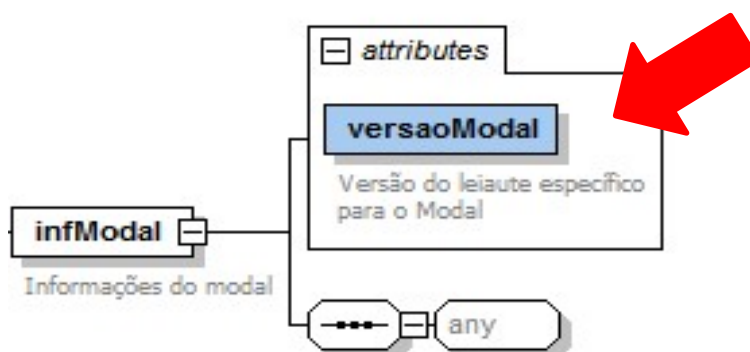 attributes
versaoModal
Versão do leiaute específico
para o Modal
infModal
Informações do modal
any